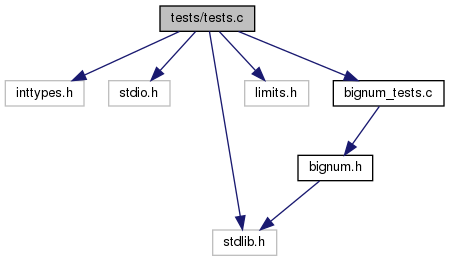 tests/tests.c
inttypes.h
stdio.h
limits.h
bignum_tests.c
bignum.h
stdlib.h